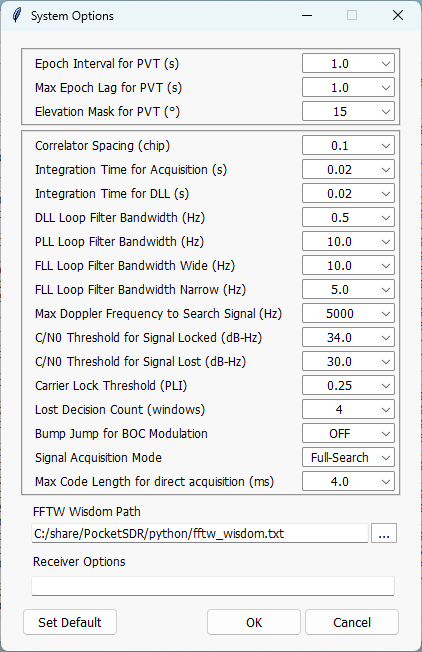 System Options
Epoch Interval for PVT (s) 1.0
Max Epoch Lag for PVT (s) 1.0
Elevation Mask for PVT (°) 15
Correlator Spacing (chip) 0.1
Integration Time for Acquisition (s) 0.02
Integration Time for DLL (s) 0.02
DLL Loop Filter Bandwidth (Hz) 0.5
PLL Loop Filter Bandwidth (Hz) 10.0
FLL Loop Filter Bandwidth Wide (Hz) 10.0
FLL Loop Filter Bandwidth Narrow (Hz) 5.0
Max Doppler Frequency to Search Signal (Hz) 5000
C/N0 Threshold for Signal Locked (dB-Hz) 34.0
C/N0 Threshold for Signal Lost (dB-Hz) 30.0
Carrier Lock Threshold (PLI) 0.25
Lost Decision Count (windows) 4
Bump Jump for BOC Modulation OFF
Signal Acquisition Mode Full-Search
Max Code Length for direct acquisition (ms) 4.0
FFTW Wisdom Path
C:/share/PocketSDR/python/fftw_wisdom.txt ...
Receiver Options
Set Default OK Cancel